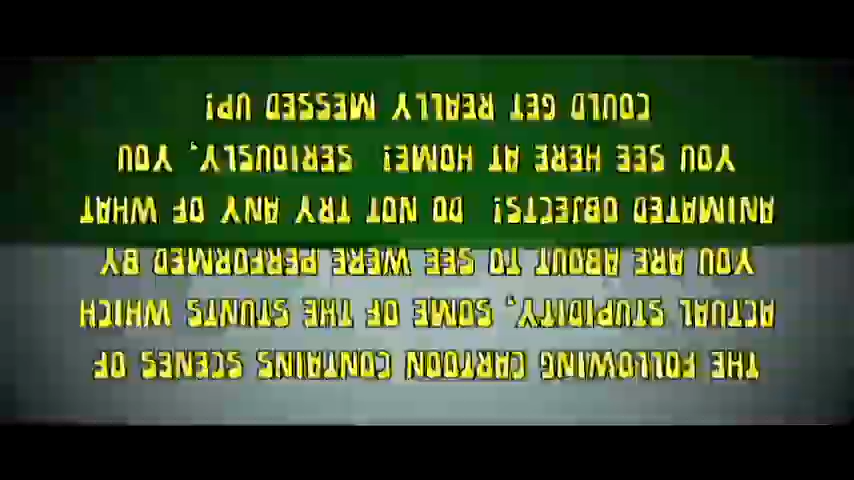 THE FOLLOWING CARTOON CONTAINS SCENES OF
ACTUAL STUPIDITY, SOME OF THE STUNTS WHICH
YOU ARE ABOUT TO SEE WERE PERFORMED BY
ANIMATED OBJECTS! DO NOT TRY ANY OF WHAT
YOU SEE HERE AT HOME! SERIOUSLY, YOU
COULD GET REALLY MESSED UP!